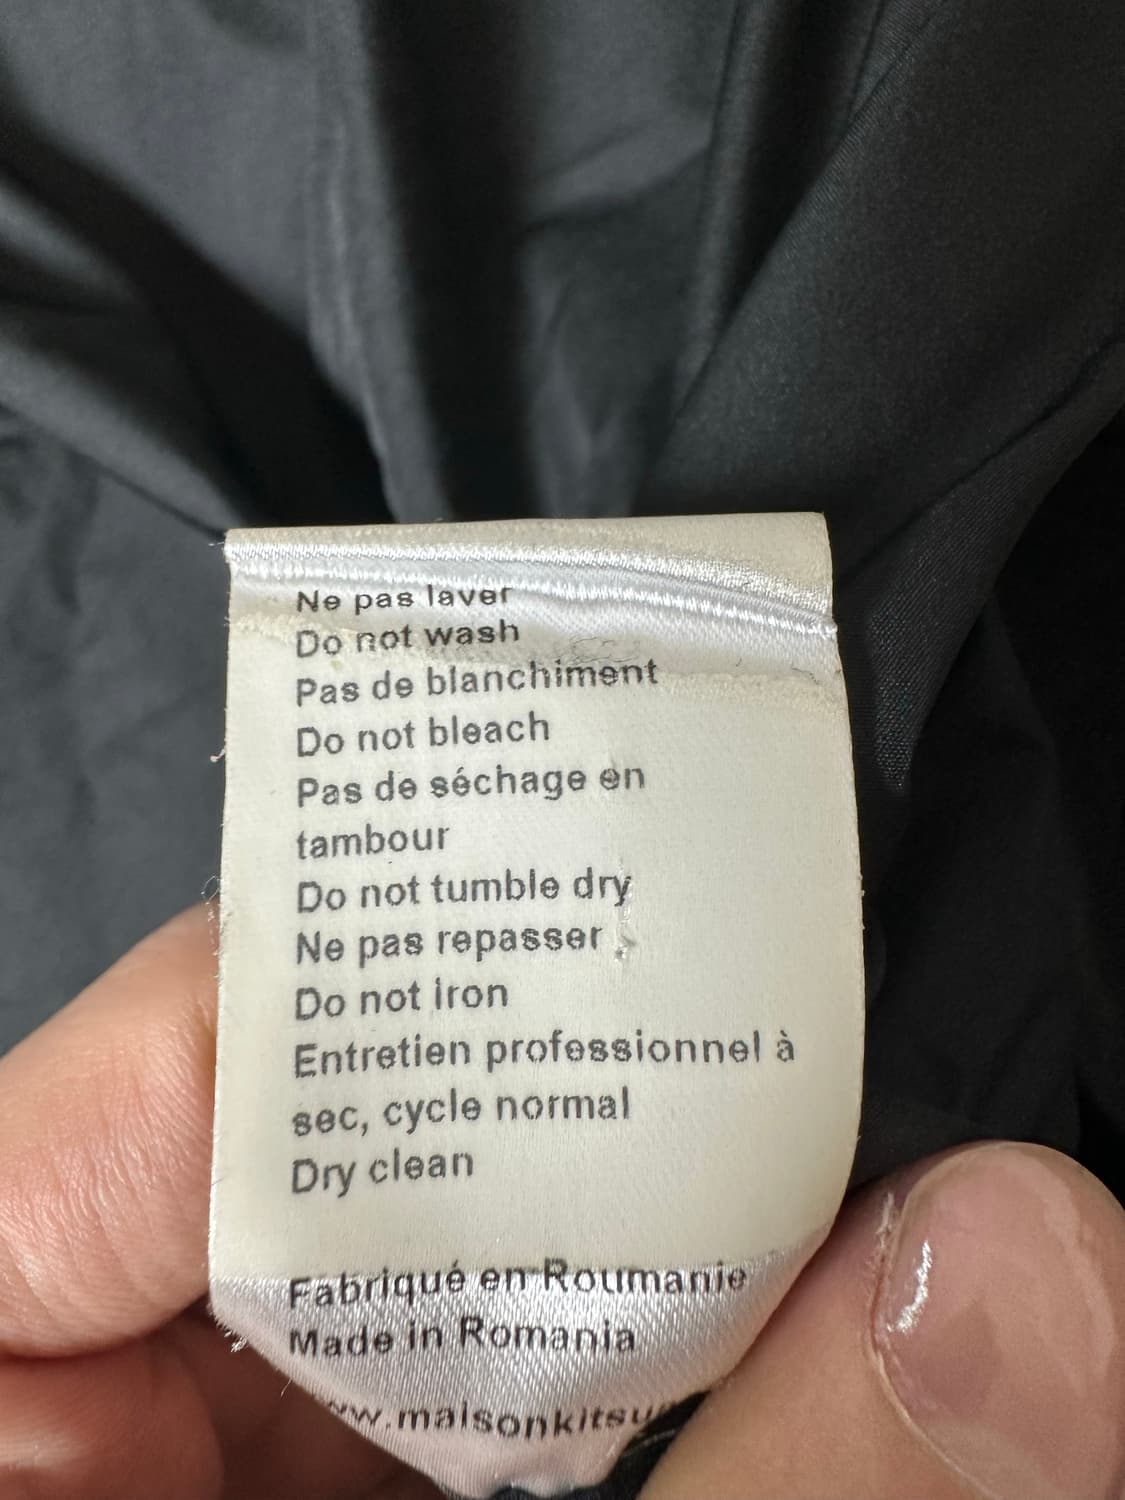 Ne pas laver
Do not wash
Pas de blanchiment
Do not bleach
Pas de séchage en
tambour
Do not tumble dry
Ne pas repasser
Do not iron
Entretien professionnel à
sec, cycle normal
Dry clean
Fabriqué en Roumanie
Made in Romania